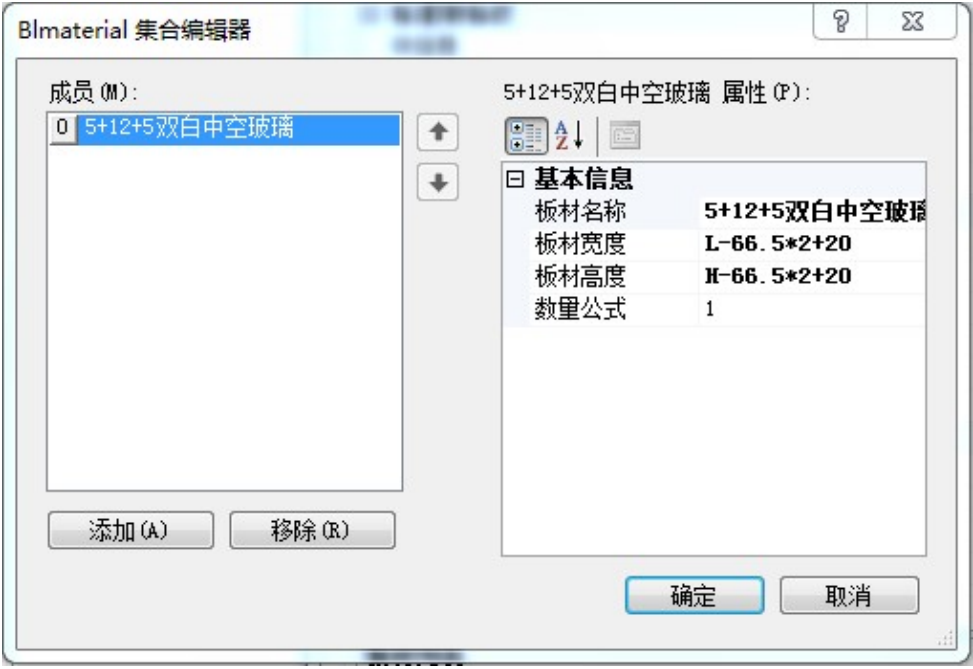 Blmaterial 集合编辑器
成员(M):
0 5+12+5双白中空玻璃
添加(A)
移除(R)
5+12+5双白中空玻璃 属性(P):
基本信息
板材名称 5+12+5双白中空玻璃
板材宽度 L-66.5*2+20
板材高度 H-66.5*2+20
数量公式 1
确定
取消